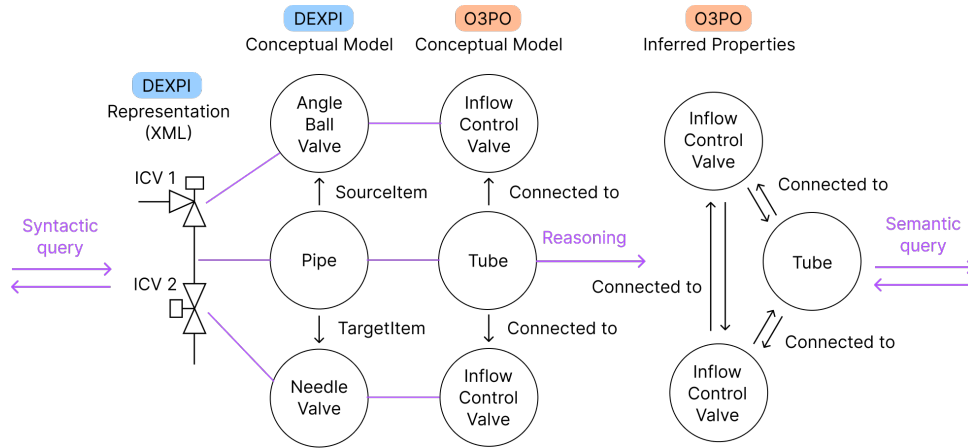 DEXPI
Conceptual Model
O3PO
Conceptual Model
O3PO
Inferred Properties
DEXPI
Representation
(XML)
Angle
Ball
Valve
Inflow
Control
Valve
Inflow
Control
Valve
ICV 1
SourceItem
Connected to
Connected to
Syntactic
query
Pipe
Tube
Reasoning
Tube
Semantic
query
ICV 2
Connected to
TargetItem
Connected to
Connected to
Needle
Valve
Inflow
Control
Valve
Inflow
Control
Valve